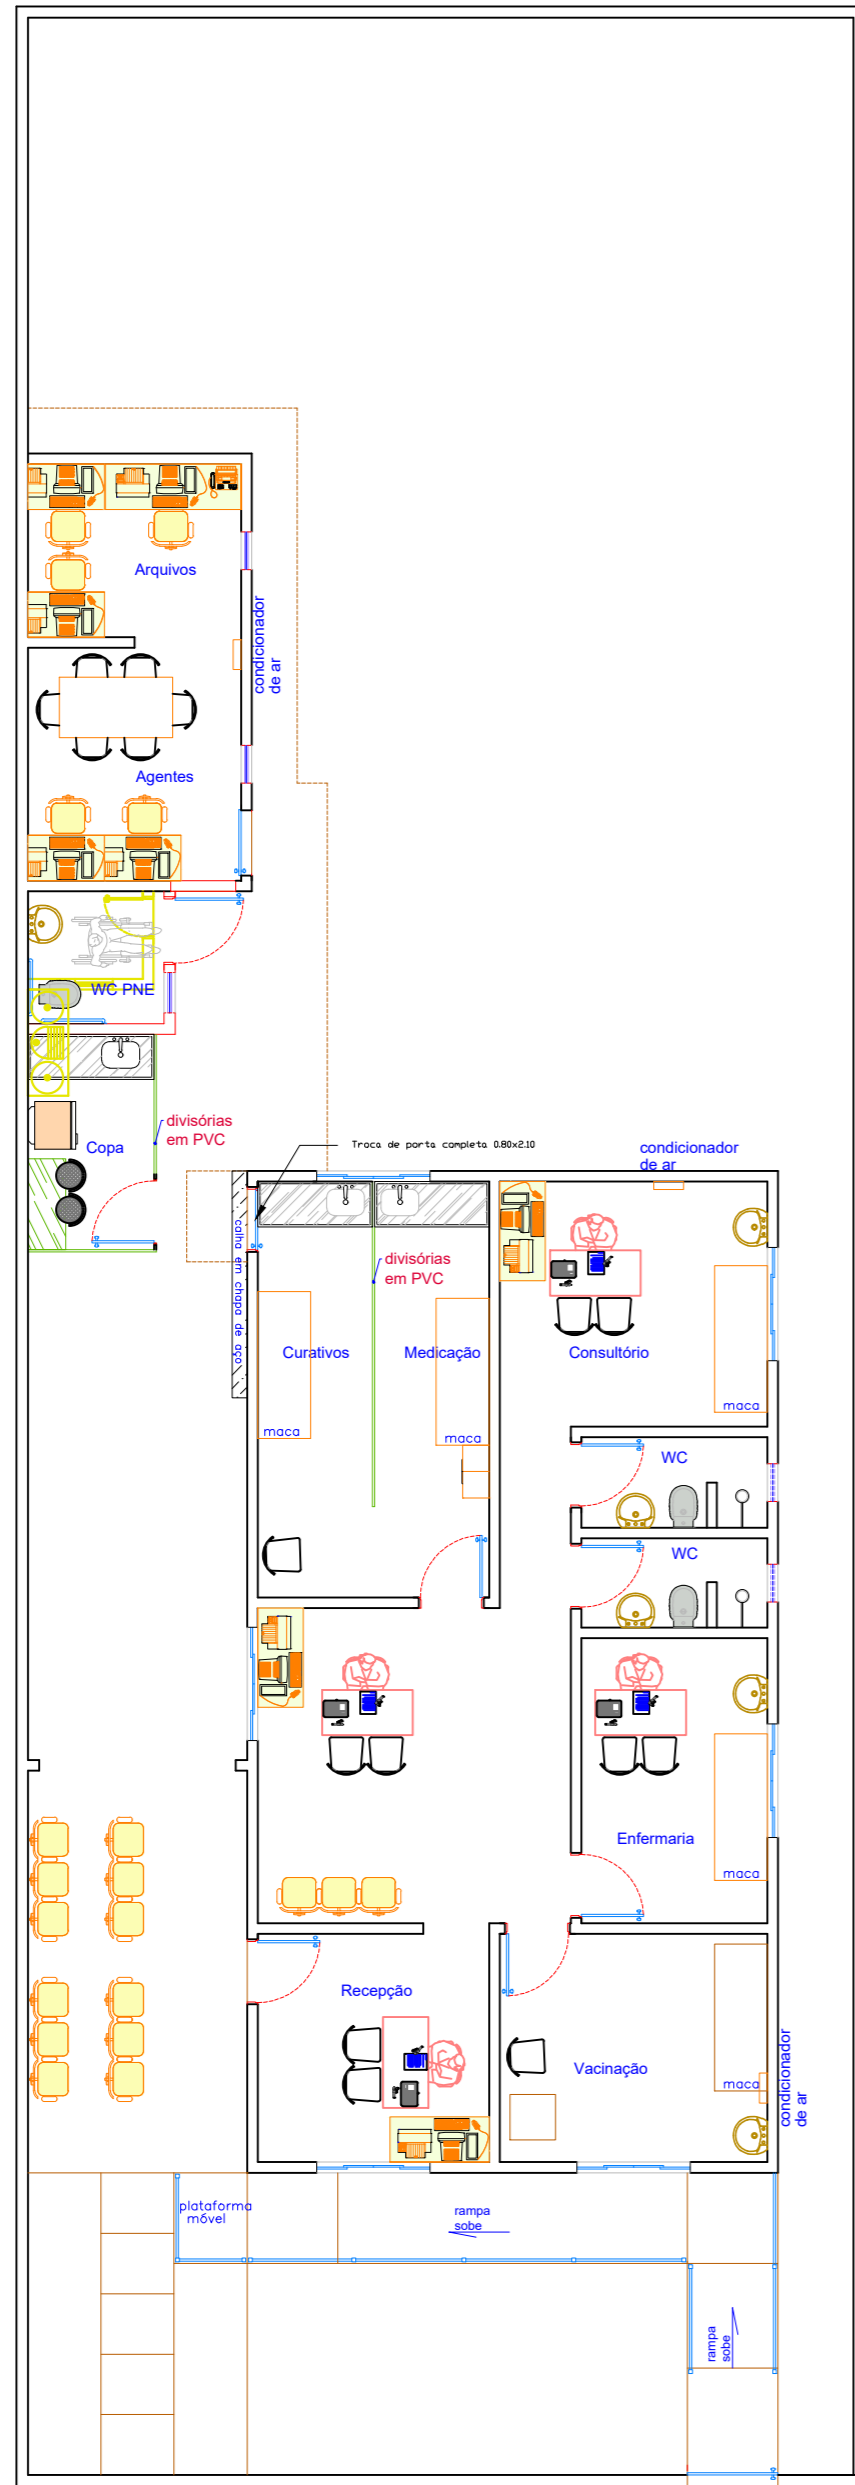 Arquivos
condicionador
de ar
Agentes
WC PNE
divisórias
em PVC
Copa
Troca de porta completa 0.80x2.10
condicionador
de ar
calha em chapa de aço
divisórias
em PVC
Curativos
Medicação
Consultório
maca
maca
maca
WC
WC
Enfermaria
maca
Recepção
Vacinação
maca
condicionador
de ar
plataforma
móvel
rampa
sobe
rampa
sobe